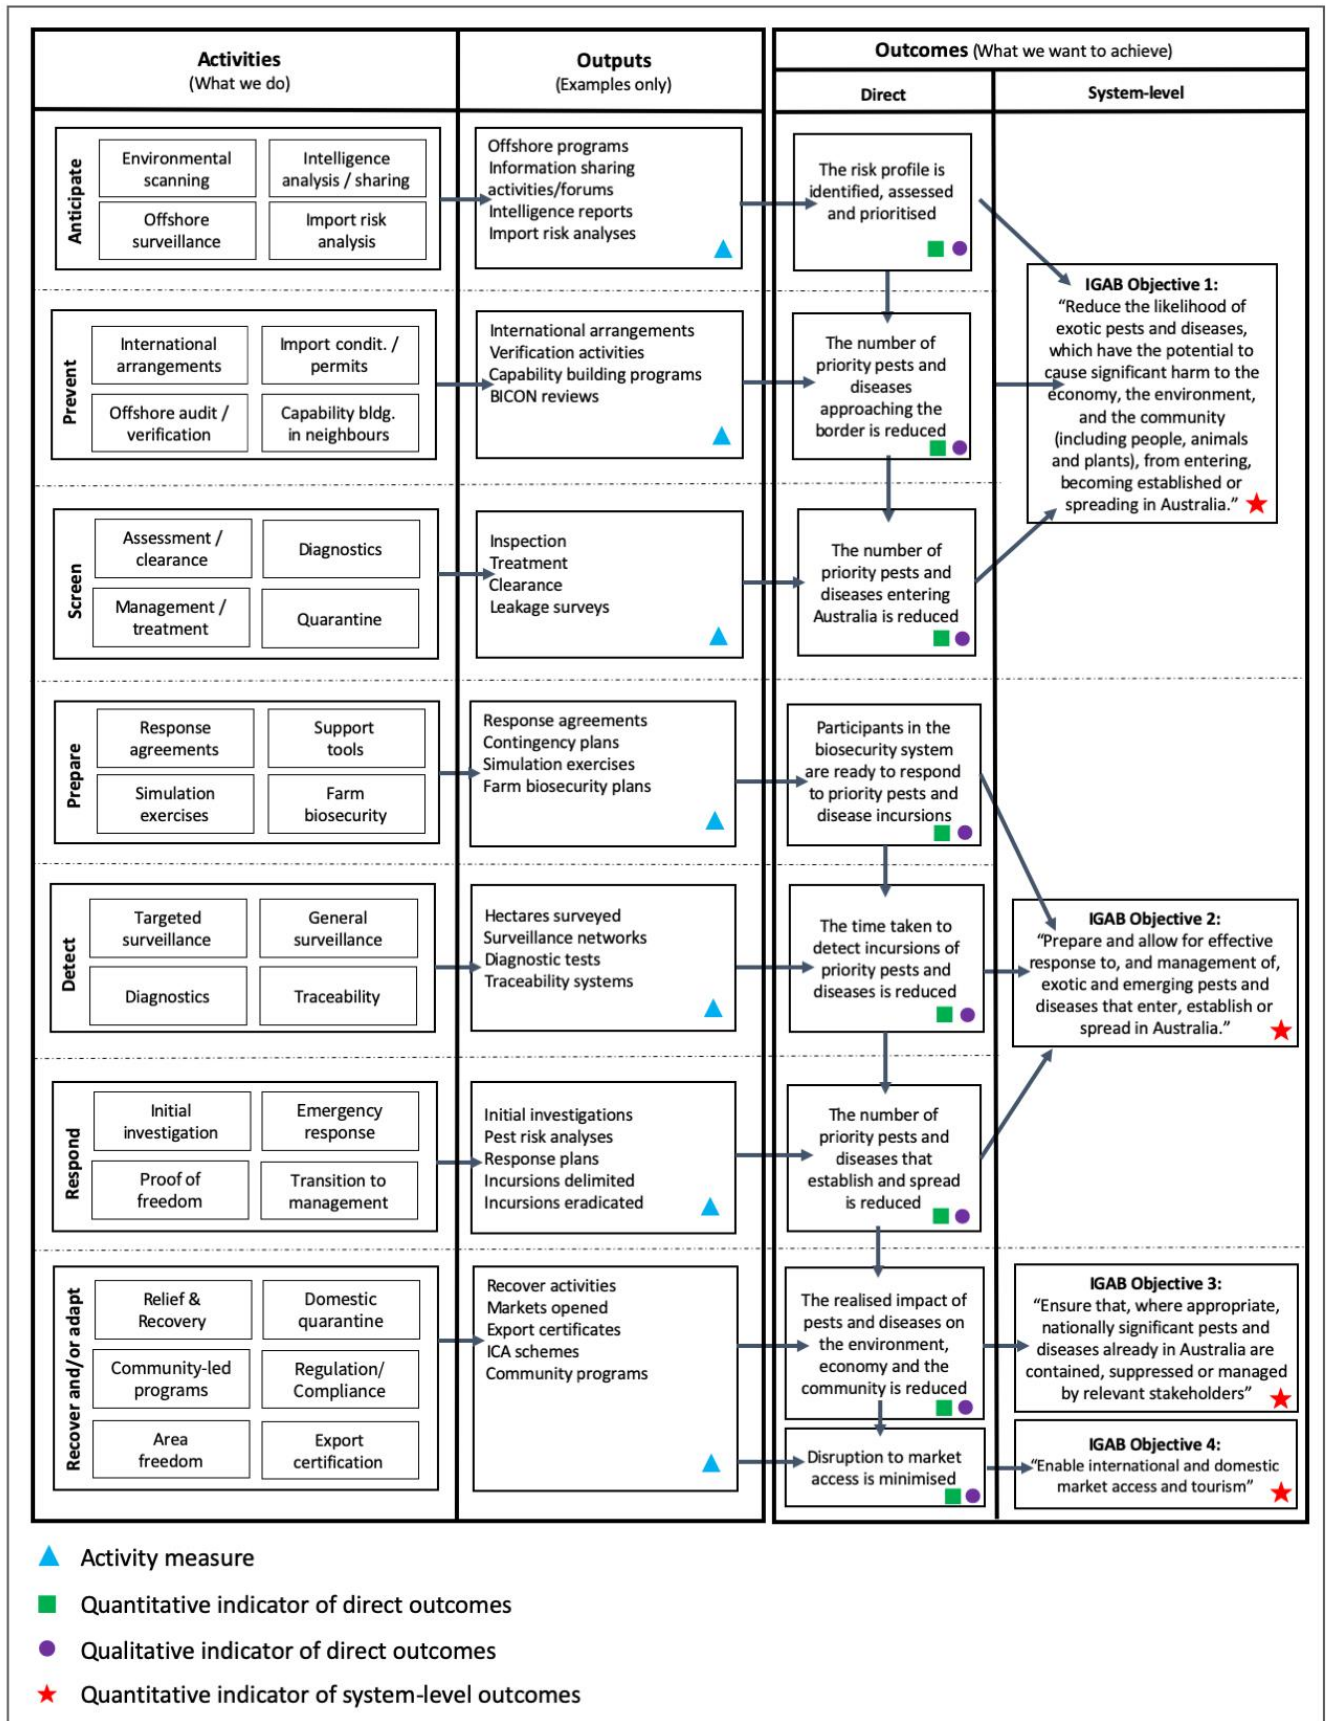 Activities
(What we do)
Outputs
(Examples only)
Outcomes (What we want to achieve)
Direct
System-level
Anticipate
Environmental
scanning
Intelligence
analysis / sharing
Offshore
surveillance
Import risk
analysis
Offshore programs
Information sharing
activities/forums
Intelligence reports
Import risk analyses
The risk profile is
identified, assessed
and prioritised
IGAB Objective 1:
“Reduce the likelihood of
exotic pests and diseases,
which have the potential to
cause significant harm to the
economy, the environment,
and the community
(including people, animals
and plants), from entering,
becoming established or
spreading in Australia.”
Prevent
International
arrangements
Import condit. /
permits
Offshore audit /
verification
Capability bldg.
in neighbours
International arrangements
Verification activities
Capability building programs
BICON reviews
The number of
priority pests and
diseases
approaching the
border is reduced
Screen
Assessment /
clearance
Diagnostics
Management /
treatment
Quarantine
Inspection
Treatment
Clearance
Leakage surveys
The number of
priority pests and
diseases entering
Australia is reduced
Prepare
Response
agreements
Support
tools
Simulation
exercises
Farm
biosecurity
Response agreements
Contingency plans
Simulation exercises
Farm biosecurity plans
Participants in the
biosecurity system
are ready to respond
to priority pests and
disease incursions
Detect
Targeted
surveillance
General
surveillance
Diagnostics
Traceability
Hectares surveyed
Surveillance networks
Diagnostic tests
Traceability systems
The time taken to
detect incursions of
priority pests and
diseases is reduced
IGAB Objective 2:
“Prepare and allow for effective
response to, and management of,
exotic and emerging pests and
diseases that enter, establish or
spread in Australia.”
Respond
Initial
investigation
Emergency
response
Proof of
freedom
Transition to
management
Initial investigations
Pest risk analyses
Response plans
Incursions delimited
Incursions eradicated
The number of
priority pests and
diseases that
establish and spread
is reduced
Recover and/or adapt
Relief &
Recovery
Domestic
quarantine
Community-led
programs
Regulation/
Compliance
Area
freedom
Export
certification
Recover activities
Markets opened
Export certificates
ICA schemes
Community programs
The realised impact of
pests and diseases on
the environment,
economy and the
community is reduced
IGAB Objective 3:
“Ensure that, where appropriate,
nationally significant pests and
diseases already in Australia are
contained, suppressed or managed
by relevant stakeholders”
Disruption to market
access is minimised
IGAB Objective 4:
“Enable international and domestic
market access and tourism”
Activity measure
Quantitative indicator of direct outcomes
Qualitative indicator of direct outcomes
Quantitative indicator of system-level outcomes